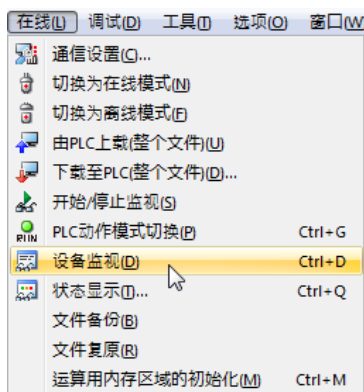 在线(L) 调试(D) 工具(T) 选项(O) 窗口(W
通信设置(C)...
切换为在线模式(N)
切换为离线模式(F)
由PLC上载(整个文件)(U)
下载至PLC(整个文件)(D)...
开始/停止监视(S)
RUN PLC动作模式切换(P) Ctrl+G
设备监视(D) Ctrl+D
状态显示(T)... Ctrl+Q
文件备份(B)
文件复原(R)
运算用内存区域的初始化(M) Ctrl+M